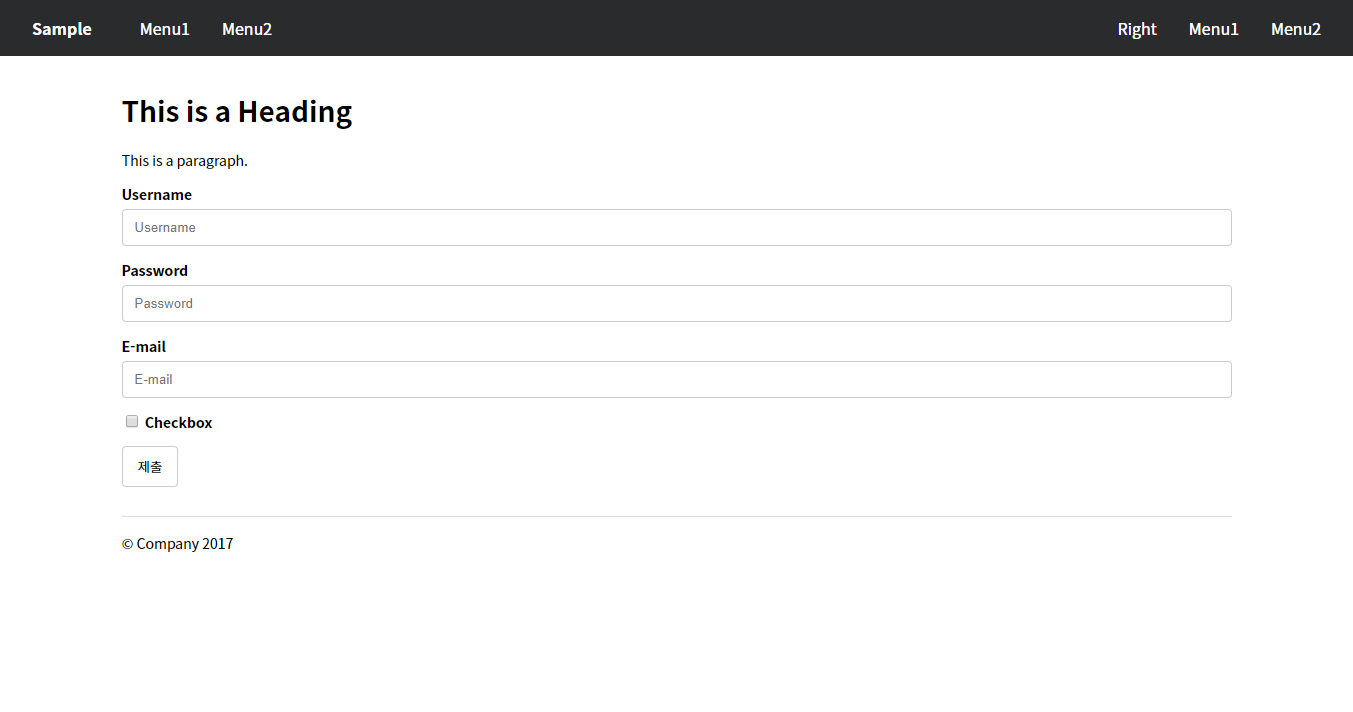 Sample Menu1 Menu2 Right Menu1 Menu2
This is a Heading
This is a paragraph.
Username
Username
Password
Password
E-mail
E-mail
Checkbox
제출
© Company 2017